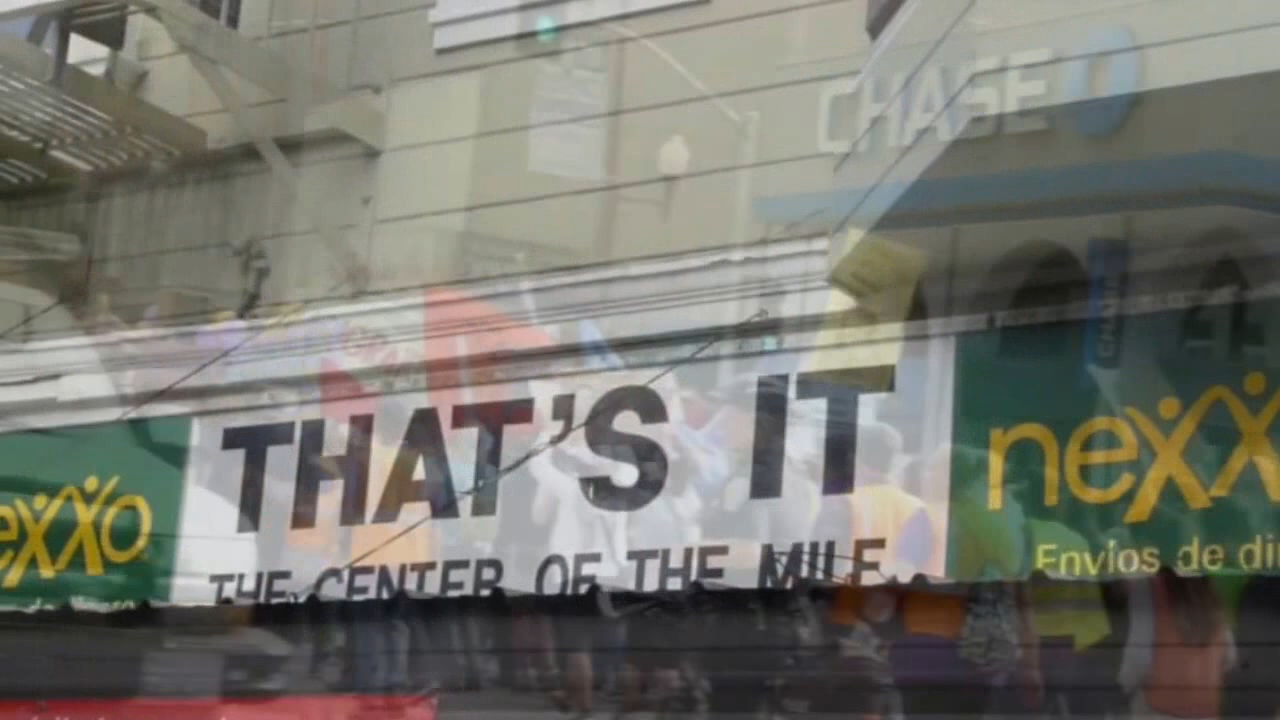 CHASE
THAT'S IT
THE CENTER OF THE MILE
exxo
nexx
Envíos de di